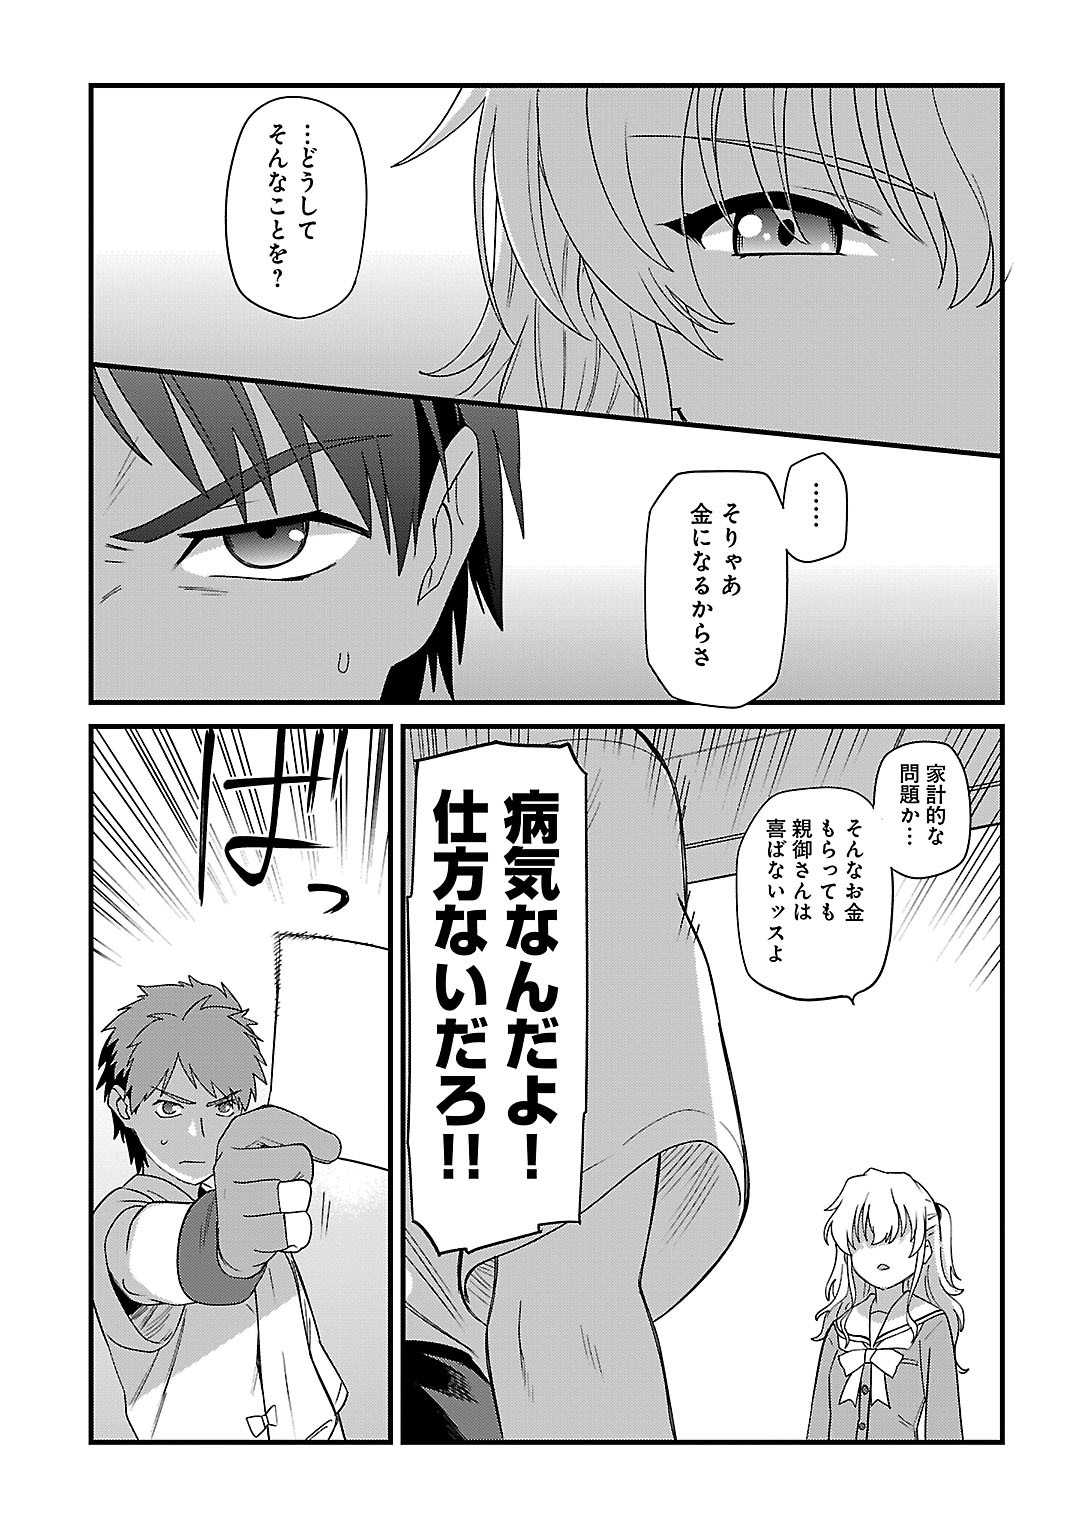 …どうして
そんなことを？
……
そりゃあ
金になるからさ
家計的な
問題か…
そんなお金
もらっても
親御さんは
喜ばないッスよ
病気なんだよ！
仕方ないだろ!!
ばっ